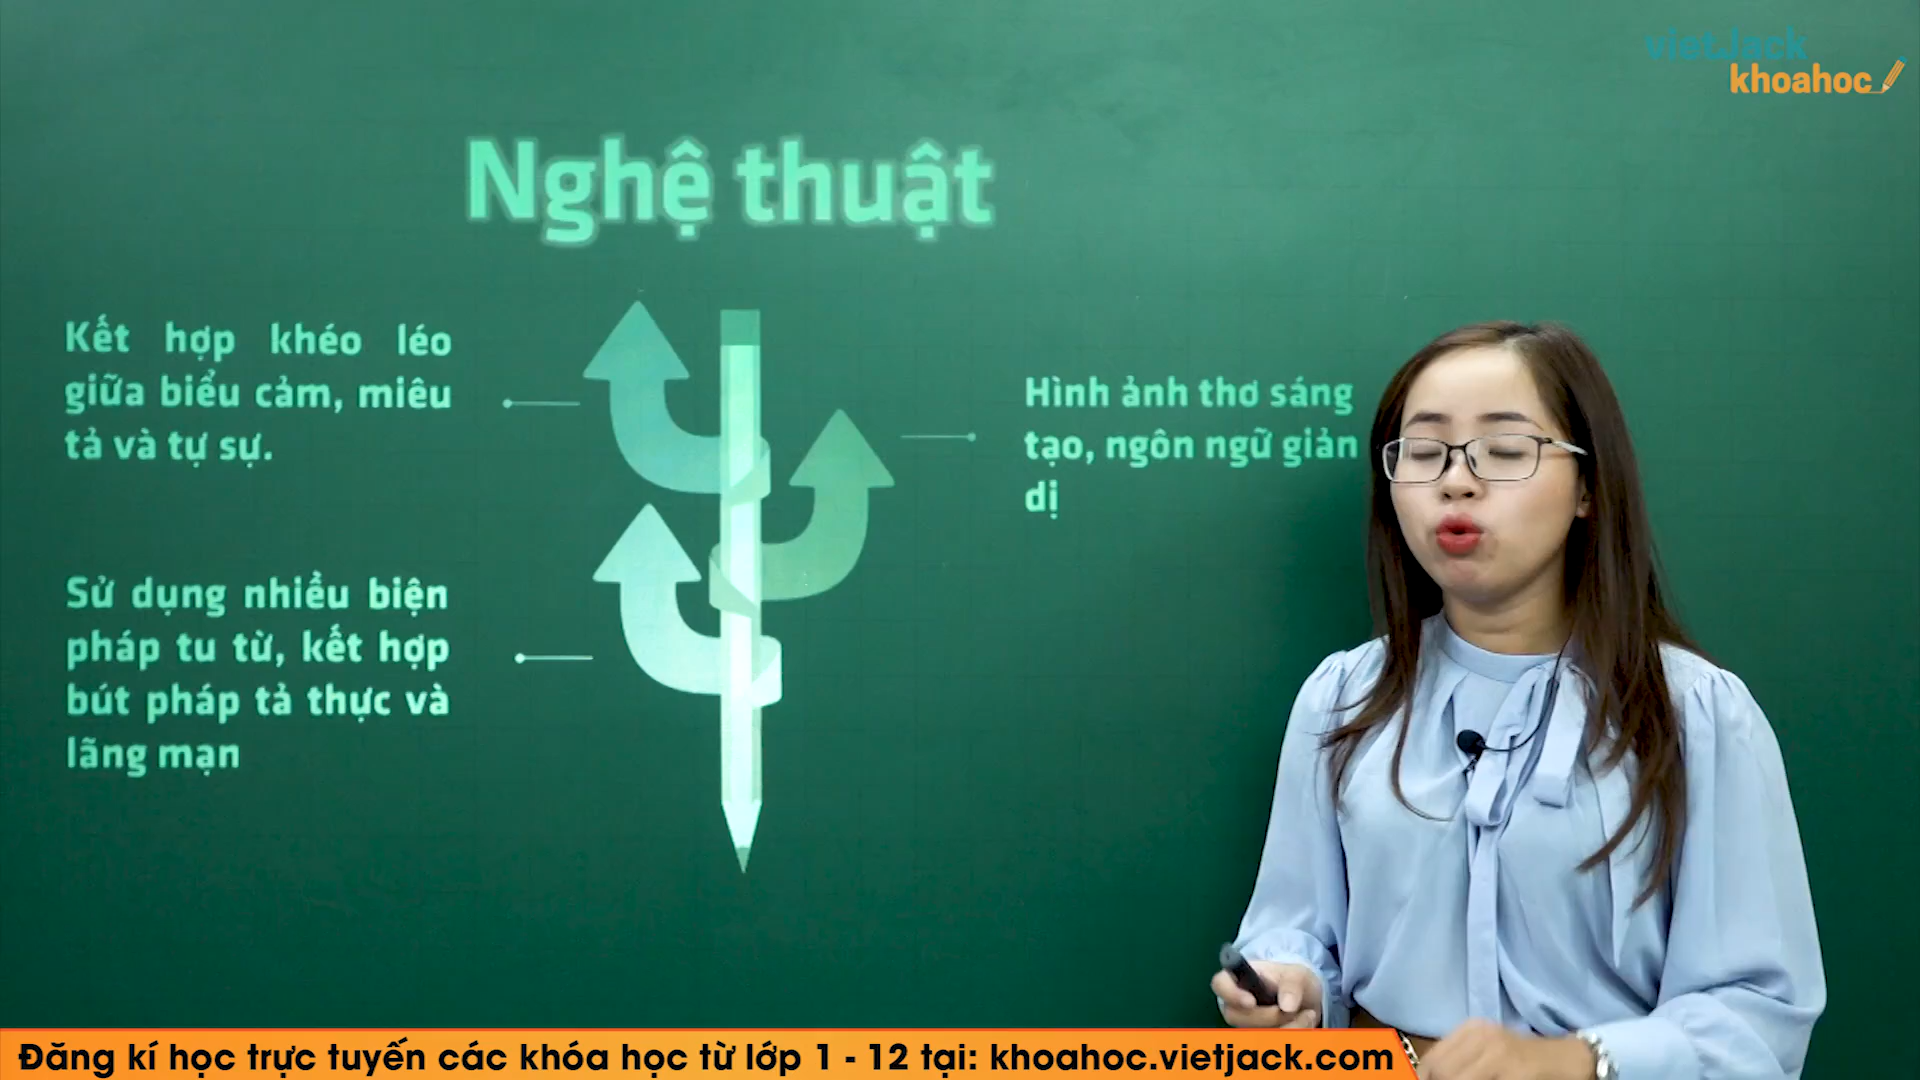 vietJack
khoahoc
Nghệ thuật
Kết hợp khéo léo
giữa biểu cảm, miêu
tả và tự sự.
Hình ảnh thơ sáng
tạo, ngôn ngữ giản
dị
Sử dụng nhiều biện
pháp tu từ, kết hợp
bút pháp tả thực và
lãng mạn
Đăng kí học trực tuyến các khóa học từ lớp 1 - 12 tại: khoahoc.vietjack.com